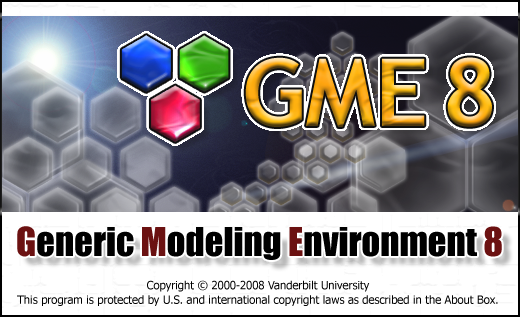 GME 8
Generic Modeling Environment 8
Copyright © 2000-2008 Vanderbilt University
This program is protected by U.S. and international copyright laws as described in the About Box.